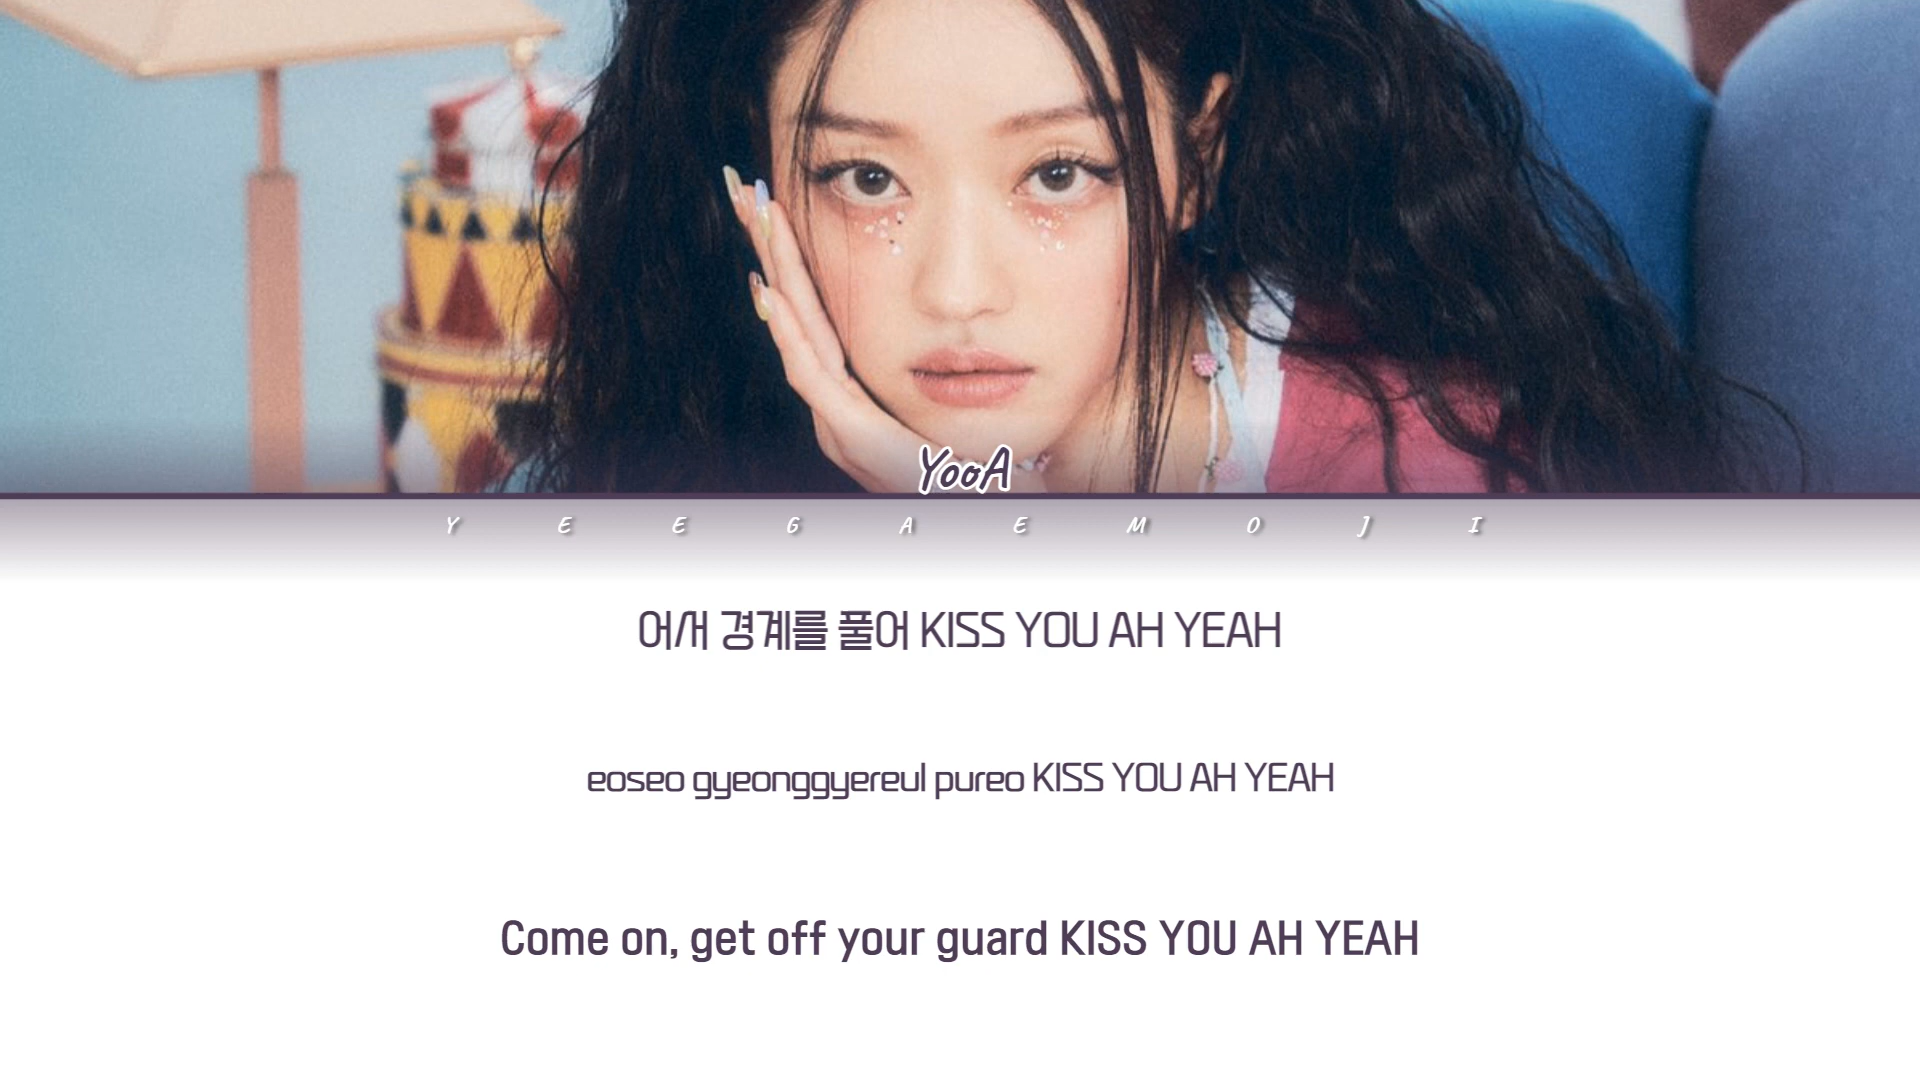 YooA
Y E E G A E M O J I
어서 경계를 풀어 KISS YOU AH YEAH
eoseo gyeonggyereul pureo KISS YOU AH YEAH
Come on, get off your guard KISS YOU AH YEAH